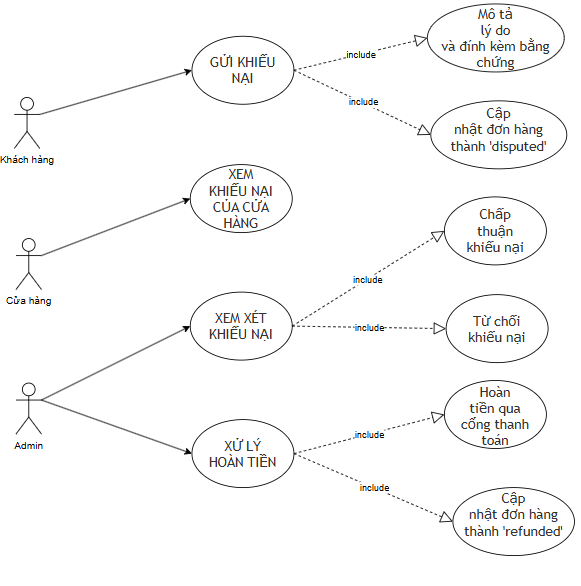 Mô tả
lý do
và đính kèm bằng
chứng
include
GỬI KHIẾU
NẠI
include
Khách hàng
Cập
nhật đơn hàng
thành 'disputed'
XEM
KHIẾU NẠI
CỦA CỬA
HÀNG
Cửa hàng
Chấp
thuận
khiếu nại
include
XEM XÉT
KHIẾU NẠI
include
Từ chối
khiếu nại
Admin
Hoàn
tiền qua
cổng thanh
toán
include
XỬ LÝ
HOÀN TIỀN
include
Cập
nhật đơn hàng
thành 'refunded'